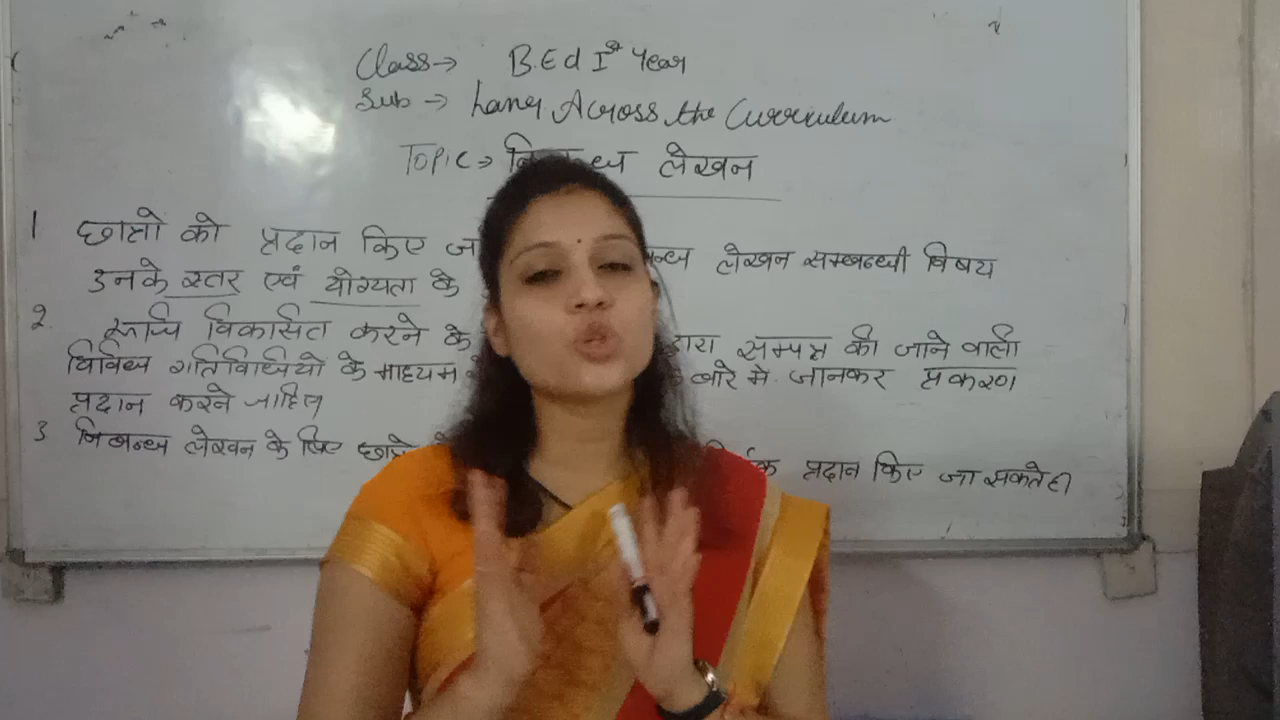 Class→ B.Ed Ist Year
Sub → Lang Across the Curriculum
TOPIC→ लेखन
1 छात्रो को प्रदान किए लेखन सम्बन्धी विषय
उनके स्तर एवं योग्यता के
2. रूचि विकसित करने के द्वारा सम्पन्न की जाने वाली
विविध गतिविधियों के माध्यम के बारे मे. जानकर प्रकरण
प्रदान करने चाहिए
3 निबन्ध लेखन के लिए छात्रो प्रदान किए जा सकते है।